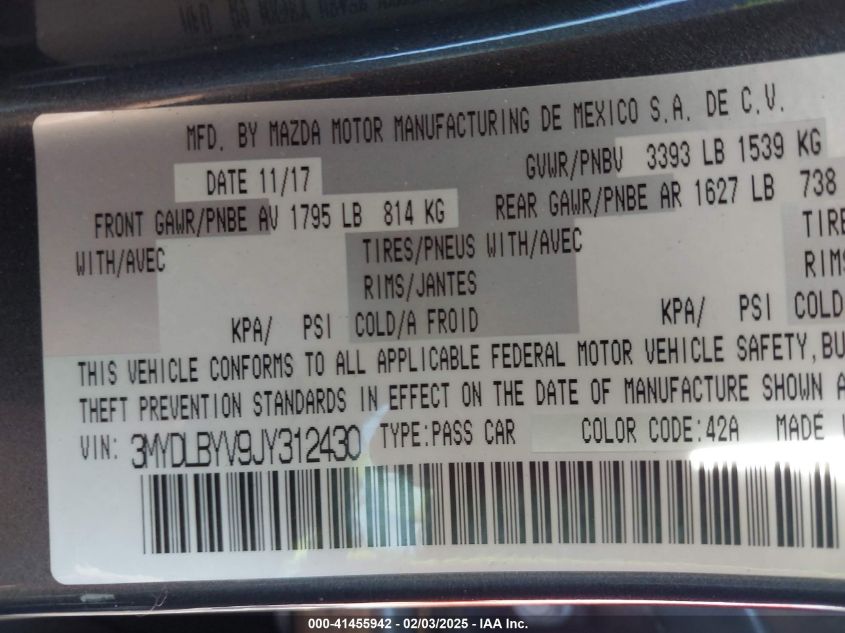 MFD. BY MAZDA MOTOR MANUFACTURING DE MEXICO S.A. DE C.V.
DATE 11/17 GVWR/PNBV 3393 LB 1539 KG
FRONT GAWR/PNBE AV 1795 LB 814 KG REAR GAWR/PNBE AR 1627 LB 738
WITH/AVEC TIRES/PNEUS WITH/AVEC TIRE
RIMS/JANTES RIMS
KPA/ PSI COLD/A FROID KPA/ PSI COLD
THIS VEHICLE CONFORMS TO ALL APPLICABLE FEDERAL MOTOR VEHICLE SAFETY, BU
THEFT PREVENTION STANDARDS IN EFFECT ON THE DATE OF MANUFACTURE SHOWN A
VIN: 3MYDLBYV9JY312430 TYPE:PASS CAR COLOR CODE:42A MADE
000-41455942 - 02/03/2025 - IAA Inc.